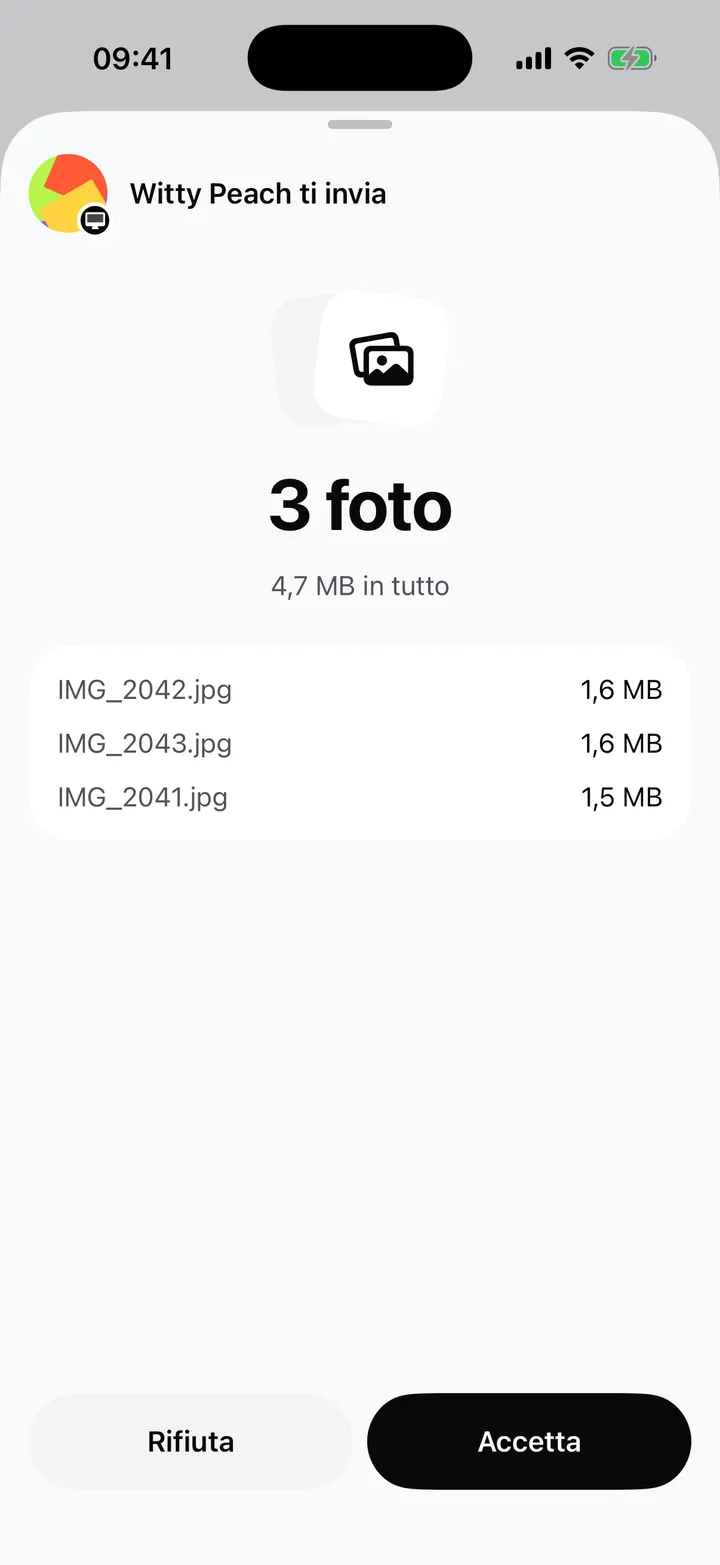 09:41
Witty Peach ti invia
3 foto
4,7 MB in tutto
IMG_2042.jpg 1,6 MB
IMG_2043.jpg 1,6 MB
IMG_2041.jpg 1,5 MB
Rifiuta Accetta